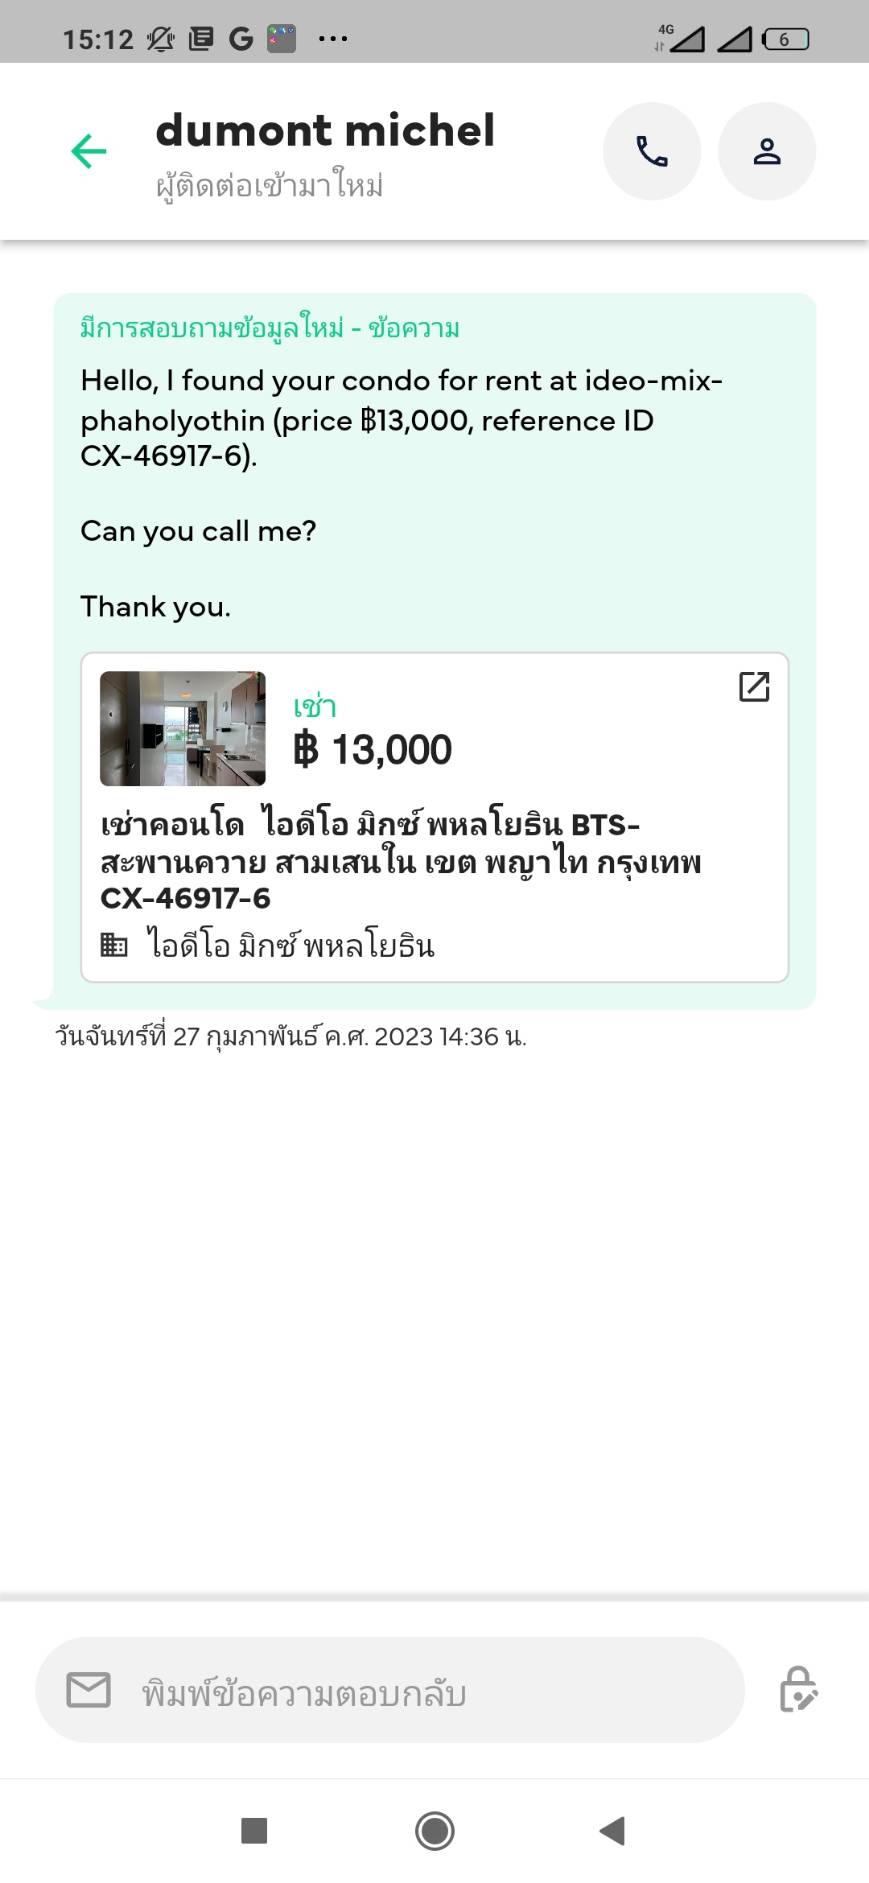 15:12
4G
6
dumont michel
ผู้ติดต่อเข้ามาใหม่
มีการสอบถามข้อมูลใหม่ - ข้อความ
Hello, I found your condo for rent at ideo-mix-
phaholyothin (price ฿13,000, reference ID
CX-46917-6).
Can you call me?
Thank you.
เช่า
฿ 13,000
เช่าคอนโด ไอดีโอ มิกซ์ พหลโยธิน BTS-
สะพานควาย สามเสนใน เขต พญาไท กรุงเทพ
CX-46917-6
ไอดีโอ มิกซ์ พหลโยธิน
วันจันทร์ที่ 27 กุมภาพันธ์ ค.ศ. 2023 14:36 น.
พิมพ์ข้อความตอบกลับ